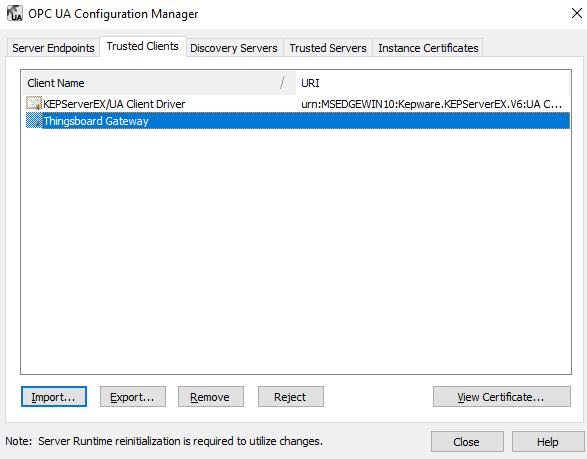 OPC UA Configuration Manager
Server Endpoints Trusted Clients Discovery Servers Trusted Servers Instance Certificates
Client Name / URI
KEPServerEX/UA Client Driver urn:MSEDGEWIN10:Kepware.KEPServerEX.V6:UA C...
Thingsboard Gateway
Import... Export... Remove Reject View Certificate...
Note: Server Runtime reinitialization is required to utilize changes. Close Help